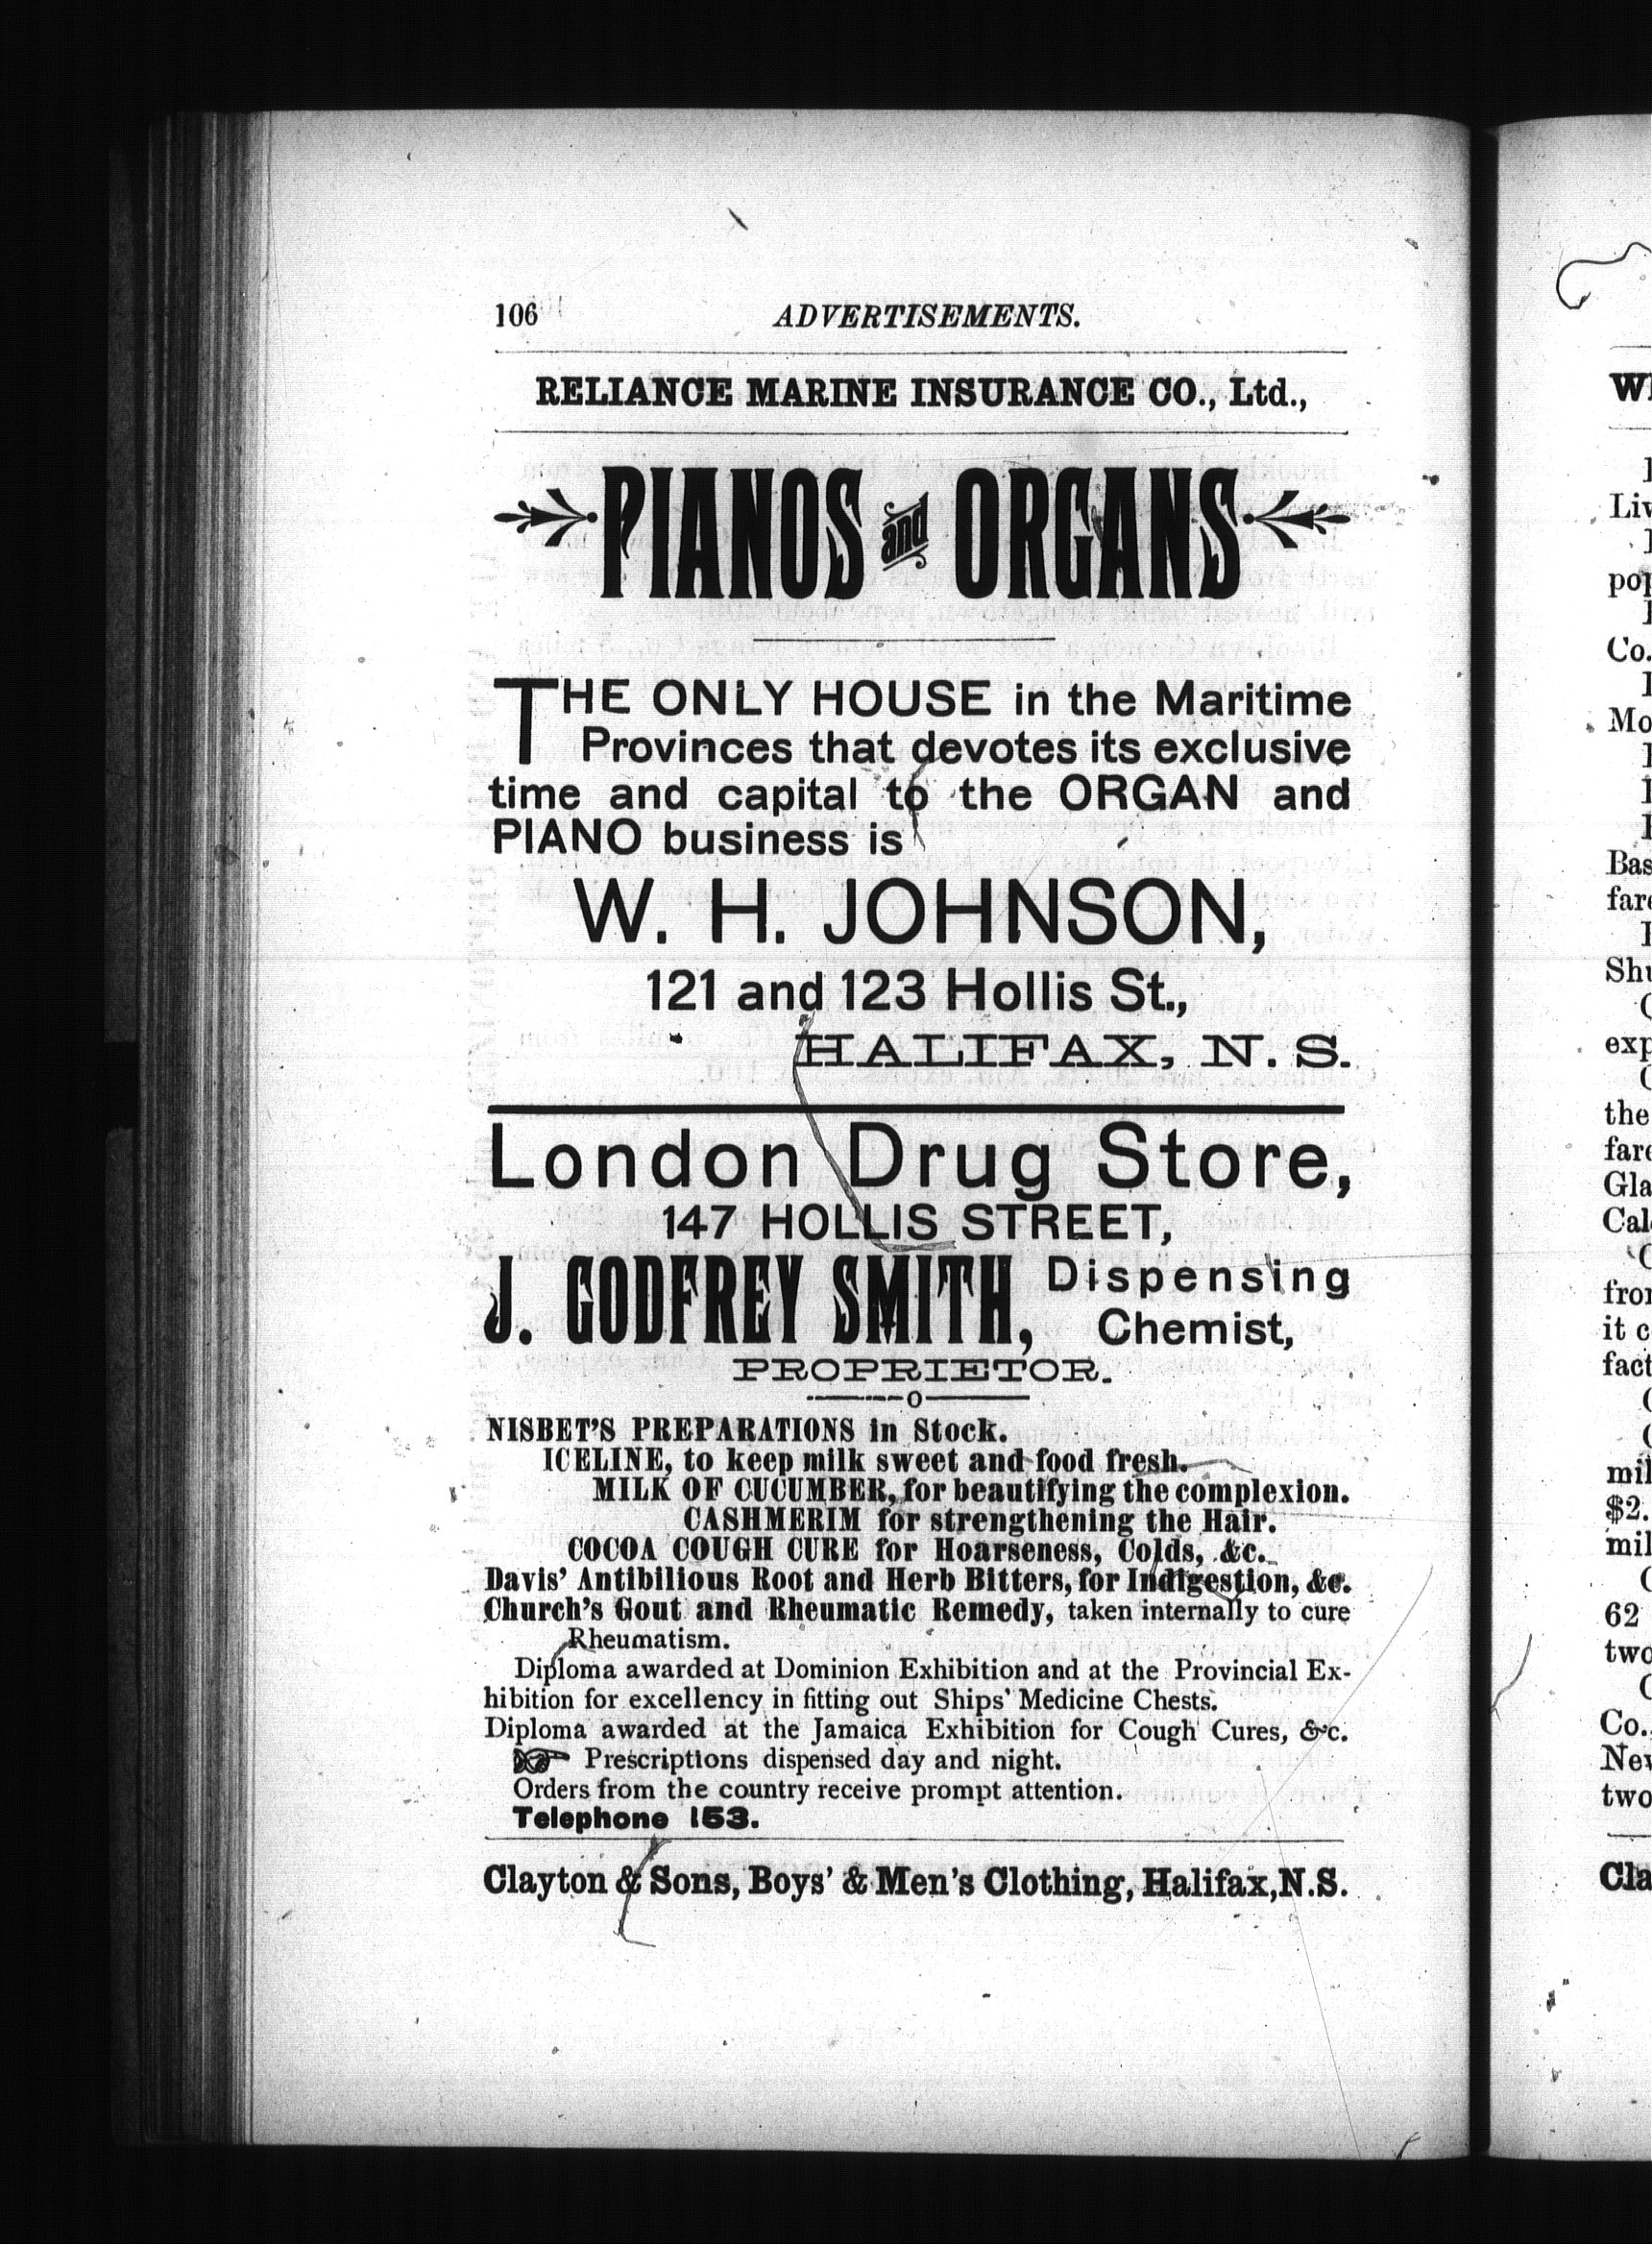 106 ADVERTISEMENTS.
RELIANCE MARINE INSURANCE CO., Ltd.,
PIANOS and ORGANS
THE ONLY HOUSE in the Maritime
Provinces that devotes its exclusive
time and capital to the ORGAN and
PIANO business is
W. H. JOHNSON,
121 and 123 Hollis St.,
HALIFAX, N. S.
London Drug Store,
147 HOLLIS STREET,
J. GODFREY SMITH, Dispensing
Chemist,
PROPRIETOR.
NISBET'S PREPARATIONS in Stock.
ICELINE, to keep milk sweet and food fresh.
MILK OF CUCUMBER, for beautifying the complexion.
CASHMERIM for strengthening the Hair.
COCOA COUGH CURE for Hoarseness, Colds, &c.
Davis' Antibilious Root and Herb Bitters, for Indigestion, &c.
Church's Gout and Rheumatic Remedy, taken internally to cure
Rheumatism.
Diploma awarded at Dominion Exhibition and at the Provincial Ex-
hibition for excellency in fitting out Ships' Medicine Chests.
Diploma awarded at the Jamaica Exhibition for Cough Cures, &c.
Prescriptions dispensed day and night.
Orders from the country receive prompt attention.
Telephone 153.
Clayton & Sons, Boys' & Men's Clothing, Halifax, N.S.
Co.
exp
the
$2.
62
Co.,
two